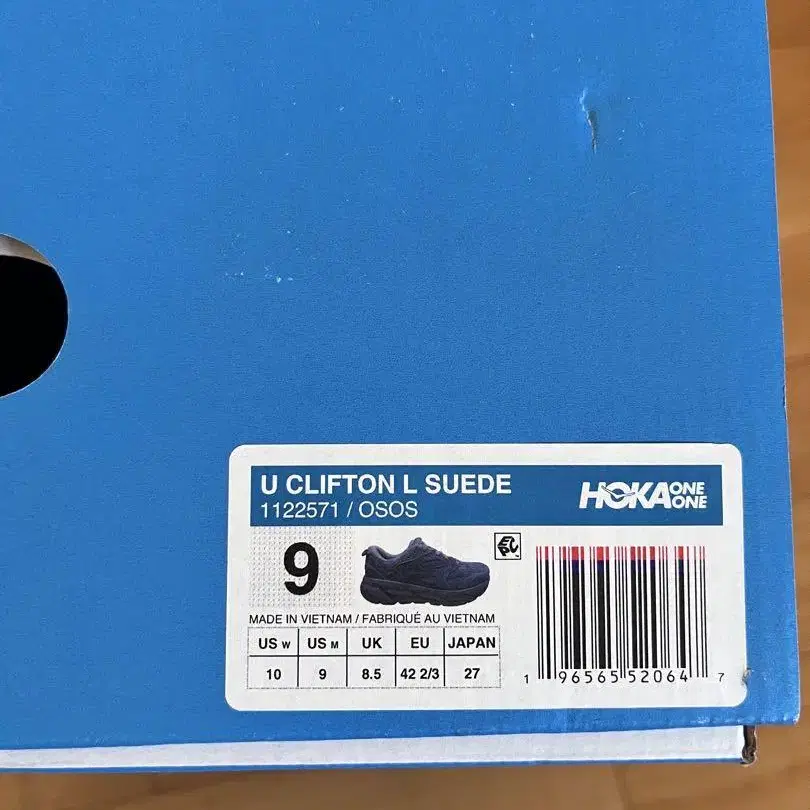 U CLIFTON L SUEDE
1122571 / OSOS
HOKA ONE ONE
9
MADE IN VIETNAM / FABRIQUÉ AU VIETNAM
US W US M UK EU JAPAN
10 9 8.5 42 2/3 27
1 96565 52064 7